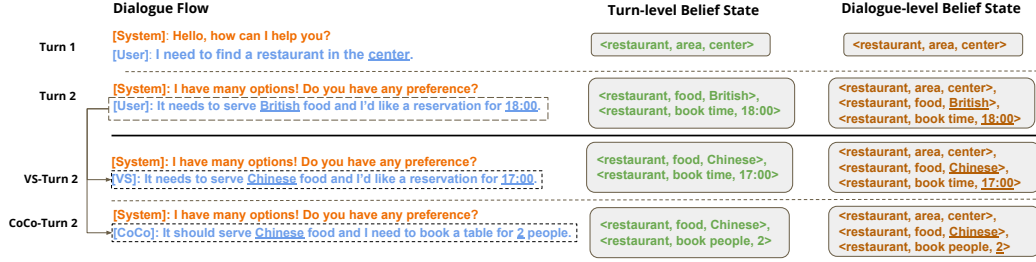 Dialogue Flow
Turn-level Belief State
Dialogue-level Belief State
Turn 1
[System]: Hello, how can I help you?
[User]: I need to find a restaurant in the center.
<restaurant, area, center>
<restaurant, area, center>
Turn 2
[System]: I have many options! Do you have any preference?
[User]: It needs to serve British food and I'd like a reservation for 18:00.
<restaurant, food, British>,
<restaurant, book time, 18:00>
<restaurant, area, center>,
<restaurant, food, British>,
<restaurant, book time, 18:00>
VS-Turn 2
[System]: I have many options! Do you have any preference?
[VS]: It needs to serve Chinese food and I'd like a reservation for 17:00.
<restaurant, food, Chinese>,
<restaurant, book time, 17:00>
<restaurant, area, center>,
<restaurant, food, Chinese>,
<restaurant, book time, 17:00>
CoCo-Turn 2
[System]: I have many options! Do you have any preference?
[CoCo]: It should serve Chinese food and I need to book a table for 2 people.
<restaurant, food, Chinese>,
<restaurant, book people, 2>
<restaurant, area, center>,
<restaurant, food, Chinese>,
<restaurant, book people, 2>